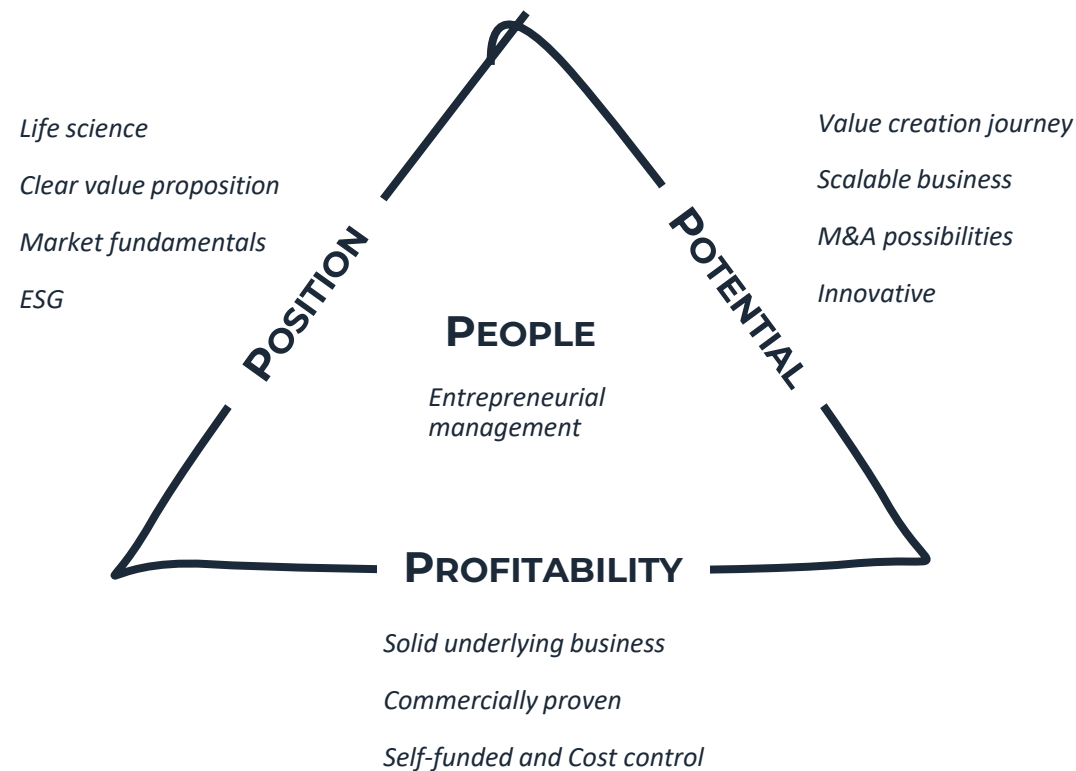 Life science
Clear value proposition
Market fundamentals
ESG
POSITION
Value creation journey
Scalable business
M&A possibilities
Innovative
POTENTIAL
PEOPLE
Entrepreneurial
management
PROFITABILITY
Solid underlying business
Commercially proven
Self-funded and Cost control